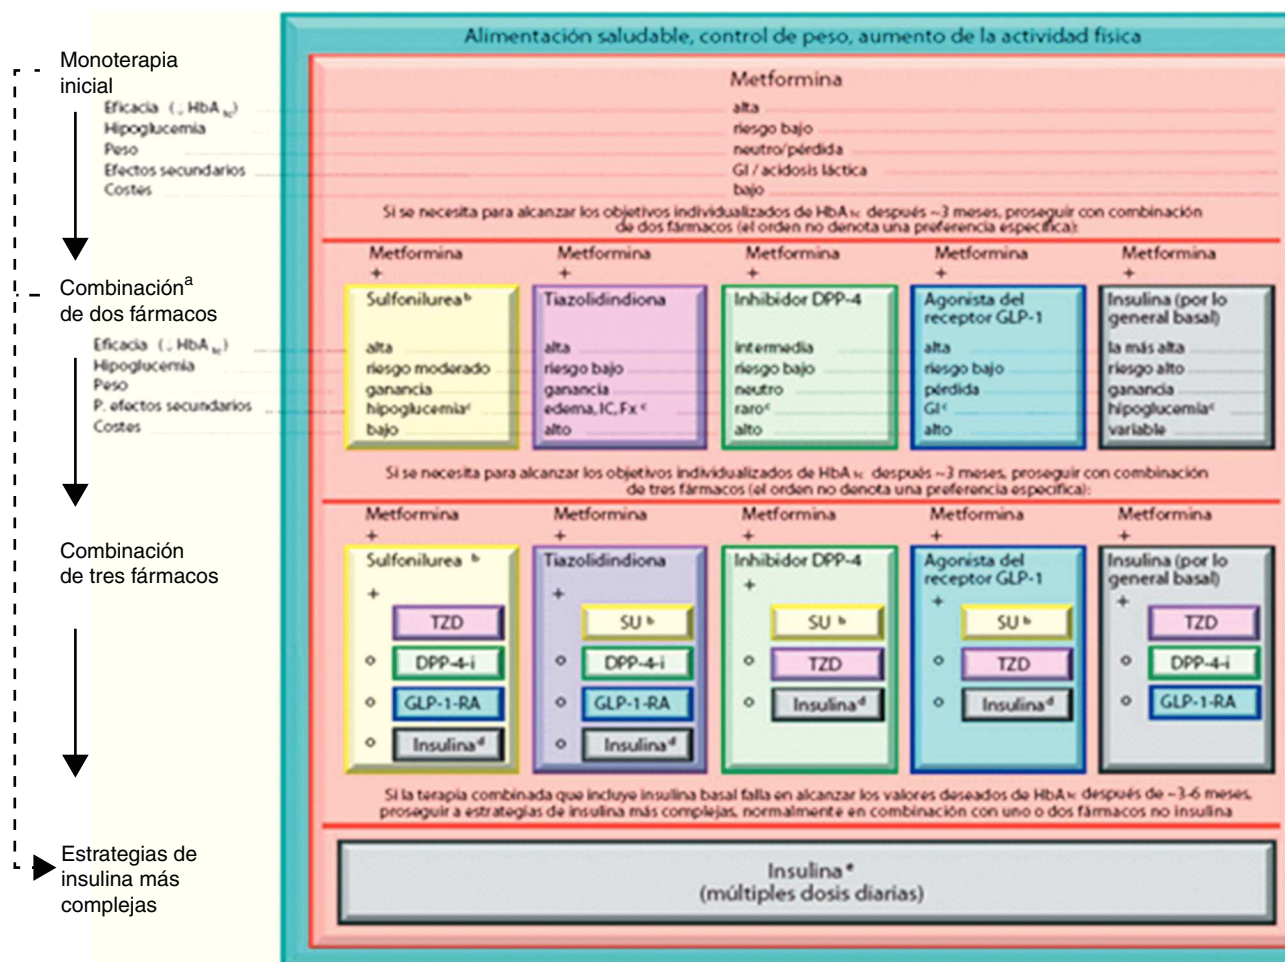 Alimentación saludable, control de peso, aumento de la actividad física
Monoterapia
inicial
Metformina
Eficacia (↓ HbA1c) alta
Hipoglucemia riesgo bajo
Peso neutro/pérdida
Efectos secundarios GI / acidosis láctica
Costes bajo
Si se necesita para alcanzar los objetivos individualizados de HbA1c después ~3 meses, proseguir con combinación
de dos fármacos (el orden no denota una preferencia específica):
Combinaciónᵃ
de dos fármacos
Metformina Metformina Metformina Metformina Metformina
+ + + + +
Sulfonilureaᵇ Tiazolidindiona Inhibidor DPP-4 Agonista del Insulina (por lo
receptor GLP-1 general basal)
Eficacia (↓ HbA1c) alta alta intermedia alta la más alta
Hipoglucemia riesgo moderado riesgo bajo riesgo bajo riesgo bajo riesgo alto
Peso ganancia ganancia neutro pérdida ganancia
P. efectos secundarios hipoglucemiaᶜ edema, IC, Fxᶜ raroᶜ GIᶜ hipoglucemiaᶜ
Costes bajo alto alto alto variable
Si se necesita para alcanzar los objetivos individualizados de HbA1c después ~3 meses, proseguir con combinación
de tres fármacos (el orden no denota una preferencia específica):
Combinación
de tres fármacos
Metformina Metformina Metformina Metformina Metformina
+ + + + +
Sulfonilurea ᵇ Tiazolidindiona Inhibidor DPP-4 Agonista del Insulina (por lo
receptor GLP-1 general basal)
+ + + + +
TZD SU ᵇ SU ᵇ SU ᵇ TZD
o DPP-4-i o DPP-4-i o TZD o TZD o DPP-4-i
o GLP-1-RA o GLP-1-RA o Insulinaᵈ o Insulinaᵈ o GLP-1-RA
o Insulinaᵈ o Insulinaᵈ
Si la terapia combinada que incluye insulina basal falla en alcanzar los valores deseados de HbA1c después de ~3-6 meses,
proseguir a estrategias de insulina más complejas, normalmente en combinación con uno o dos fármacos no insulina
Estrategias de
insulina más
complejas
Insulinaᵉ
(múltiples dosis diarias)